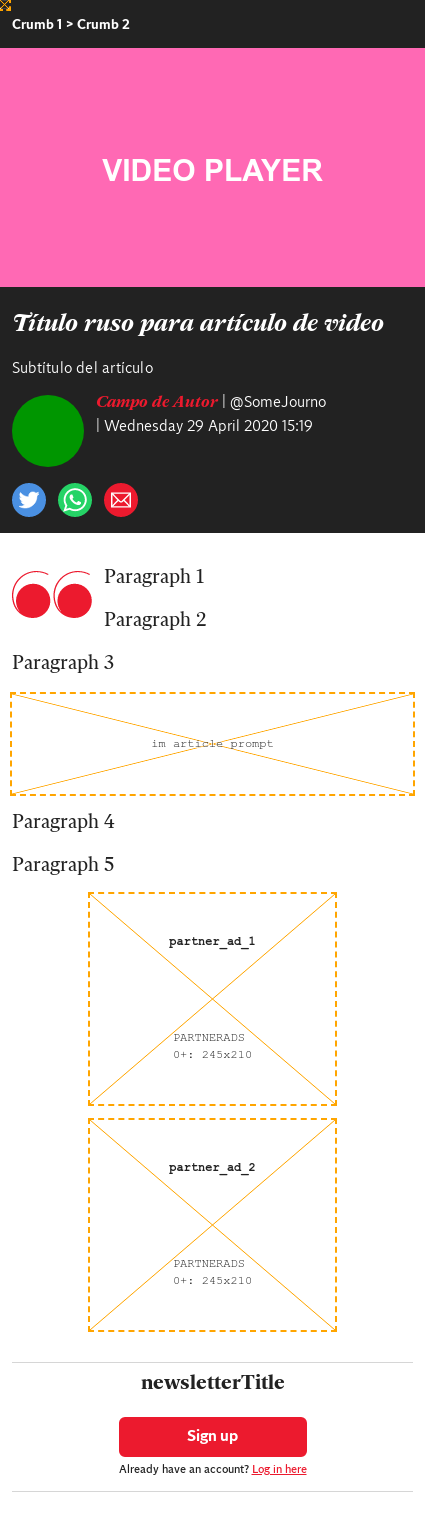 Crumb 1 > Crumb 2
VIDEO PLAYER
Título ruso para artículo de video
Subtítulo del artículo
Campo de Autor | @SomeJourno
| Wednesday 29 April 2020 15:19
Paragraph 1
Paragraph 2
Paragraph 3
im article prompt
Paragraph 4
Paragraph 5
partner_ad_1
PARTNERADS
0+: 245x210
partner_ad_2
PARTNERADS
0+: 245x210
newsletterTitle
Sign up
Already have an account? Log in here